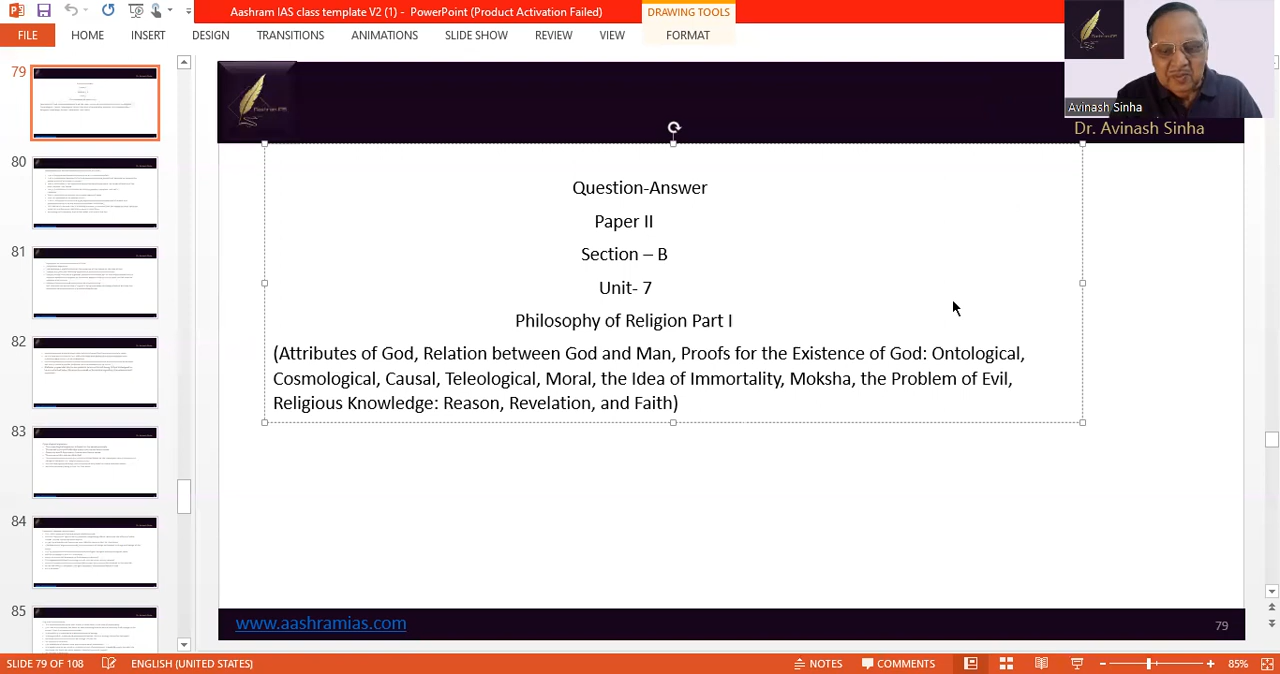 Aashram IAS class template V2 (1) - PowerPoint (Product Activation Failed)
DRAWING TOOLS
FILE HOME INSERT DESIGN TRANSITIONS ANIMATIONS SLIDE SHOW REVIEW VIEW FORMAT
Avinash Sinha
Dr. Avinash Sinha
79
80
81
82
83
84
85
Question-Answer
Paper II
Section – B
Unit- 7
Philosophy of Religion Part I
(Attributes of God, Relation between God and Man, Proofs for the Existence of God: Ontological,
Cosmological, Causal, Teleological, Moral, the Idea of Immortality, Moksha, the Problem of Evil,
Religious Knowledge: Reason, Revelation, and Faith)
www.aashramias.com
79
SLIDE 79 OF 108 ENGLISH (UNITED STATES) NOTES COMMENTS 85%